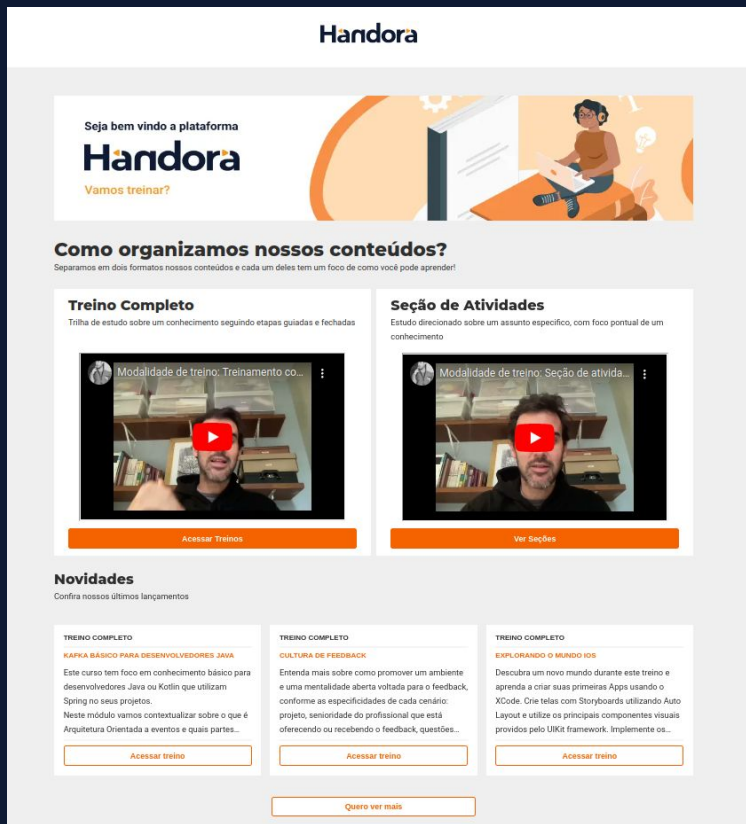 Handora
Seja bem vindo a plataforma
Handora
Vamos treinar?
Como organizamos nossos conteúdos?
Separamos em dois formatos nossos conteúdos e cada um deles tem um foco de como você pode aprender!
Treino Completo
Trilha de estudo sobre um conhecimento seguindo etapas guiadas e fechadas
Modalidade de treino: Treinamento co...
Acessar Treinos
Seção de Atividades
Estudo direcionado sobre um assunto especifico, com foco pontual de um
conhecimento
Modalidade de treino: Seção de ativida...
Ver Seções
Novidades
Confira nossos últimos lançamentos
TREINO COMPLETO
KAFKA BÁSICO PARA DESENVOLVEDORES JAVA
Este curso tem foco em conhecimento básico para
desenvolvedores Java ou Kotlin que utilizam
Spring no seus projetos.
Neste módulo vamos contextualizar sobre o que é
Arquitetura Orientada a eventos e quais partes...
Acessar treino
TREINO COMPLETO
CULTURA DE FEEDBACK
Entenda mais sobre como promover um ambiente
e uma mentalidade aberta voltada para o feedback,
conforme as especificidades de cada cenário:
projeto, senioridade do profissional que está
oferecendo ou recebendo o feedback, questões...
Acessar treino
TREINO COMPLETO
EXPLORANDO O MUNDO IOS
Descubra um novo mundo durante este treino e
aprenda a criar suas primeiras Apps usando o
XCode. Crie telas com Storyboards utilizando Auto
Layout e utilize os principais componentes visuais
providos pelo UIKit framework. Implemente os...
Acessar treino
Quero ver mais